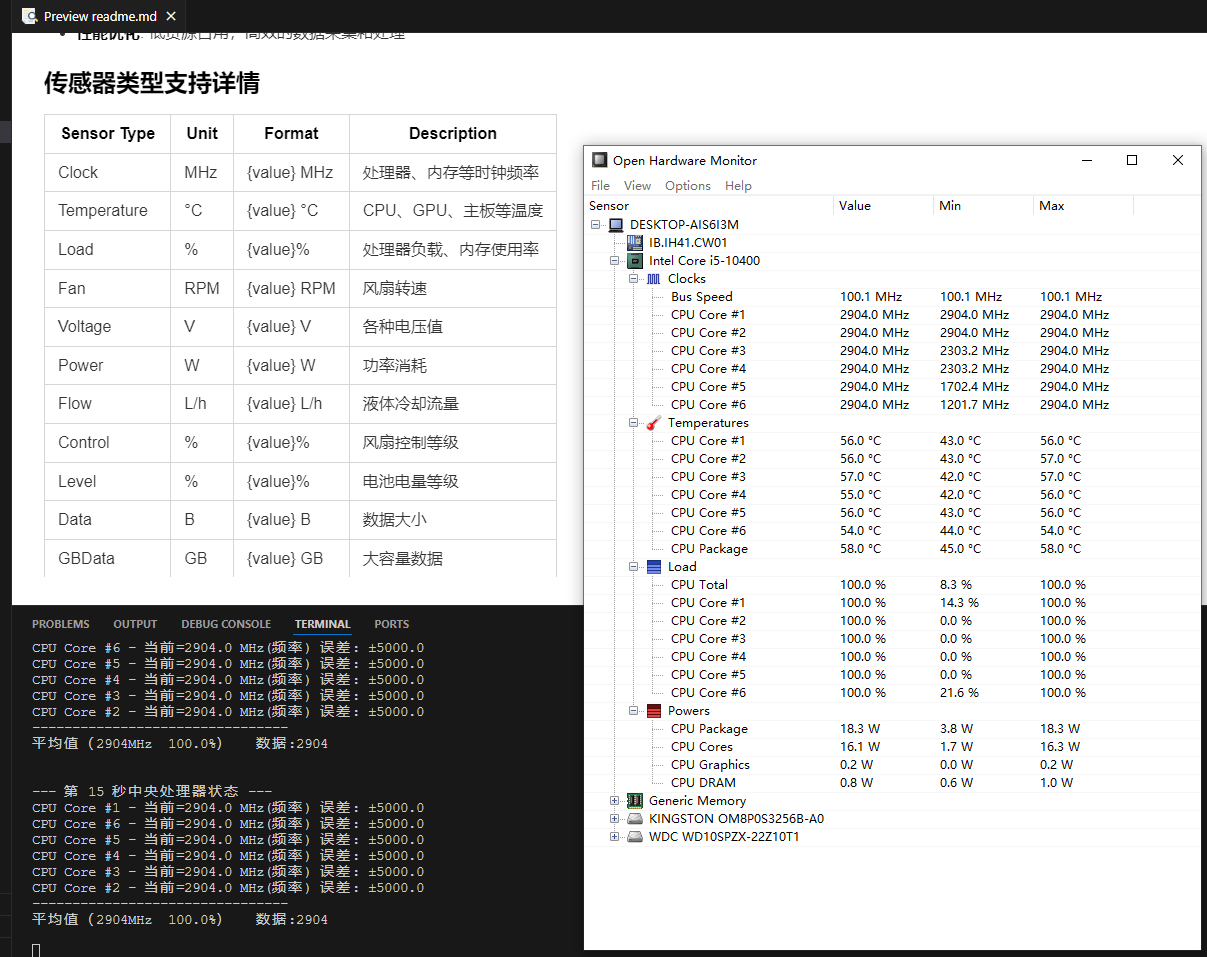 Preview readme.md
性能优化: 低资源占用，高效的数据采集和处理
传感器类型支持详情
Sensor Type Unit Format Description
Clock MHz {value} MHz 处理器、内存等时钟频率
Temperature °C {value} °C CPU、GPU、主板等温度
Load % {value}% 处理器负载、内存使用率
Fan RPM {value} RPM 风扇转速
Voltage V {value} V 各种电压值
Power W {value} W 功率消耗
Flow L/h {value} L/h 液体冷却流量
Control % {value}% 风扇控制等级
Level % {value}% 电池电量等级
Data B {value} B 数据大小
GBData GB {value} GB 大容量数据
PROBLEMS OUTPUT DEBUG CONSOLE TERMINAL PORTS
CPU Core #6 - 当前=2904.0 MHz(频率) 误差: ±5000.0
CPU Core #5 - 当前=2904.0 MHz(频率) 误差: ±5000.0
CPU Core #4 - 当前=2904.0 MHz(频率) 误差: ±5000.0
CPU Core #3 - 当前=2904.0 MHz(频率) 误差: ±5000.0
CPU Core #2 - 当前=2904.0 MHz(频率) 误差: ±5000.0
--------------------------------
平均值 (2904MHz 100.0%) 数据:2904
--- 第 15 秒中央处理器状态 ---
CPU Core #1 - 当前=2904.0 MHz(频率) 误差: ±5000.0
CPU Core #6 - 当前=2904.0 MHz(频率) 误差: ±5000.0
CPU Core #5 - 当前=2904.0 MHz(频率) 误差: ±5000.0
CPU Core #4 - 当前=2904.0 MHz(频率) 误差: ±5000.0
CPU Core #3 - 当前=2904.0 MHz(频率) 误差: ±5000.0
CPU Core #2 - 当前=2904.0 MHz(频率) 误差: ±5000.0
--------------------------------
平均值 (2904MHz 100.0%) 数据:2904
Open Hardware Monitor
File View Options Help
Sensor Value Min Max
DESKTOP-AIS6I3M
IB.IH41.CW01
Intel Core i5-10400
Clocks
Bus Speed 100.1 MHz 100.1 MHz 100.1 MHz
CPU Core #1 2904.0 MHz 2904.0 MHz 2904.0 MHz
CPU Core #2 2904.0 MHz 2904.0 MHz 2904.0 MHz
CPU Core #3 2904.0 MHz 2303.2 MHz 2904.0 MHz
CPU Core #4 2904.0 MHz 2303.2 MHz 2904.0 MHz
CPU Core #5 2904.0 MHz 1702.4 MHz 2904.0 MHz
CPU Core #6 2904.0 MHz 1201.7 MHz 2904.0 MHz
Temperatures
CPU Core #1 56.0 °C 43.0 °C 56.0 °C
CPU Core #2 56.0 °C 43.0 °C 57.0 °C
CPU Core #3 57.0 °C 42.0 °C 57.0 °C
CPU Core #4 55.0 °C 42.0 °C 56.0 °C
CPU Core #5 56.0 °C 43.0 °C 56.0 °C
CPU Core #6 54.0 °C 44.0 °C 54.0 °C
CPU Package 58.0 °C 45.0 °C 58.0 °C
Load
CPU Total 100.0 % 8.3 % 100.0 %
CPU Core #1 100.0 % 14.3 % 100.0 %
CPU Core #2 100.0 % 0.0 % 100.0 %
CPU Core #3 100.0 % 0.0 % 100.0 %
CPU Core #4 100.0 % 0.0 % 100.0 %
CPU Core #5 100.0 % 0.0 % 100.0 %
CPU Core #6 100.0 % 21.6 % 100.0 %
Powers
CPU Package 18.3 W 3.8 W 18.3 W
CPU Cores 16.1 W 1.7 W 16.3 W
CPU Graphics 0.2 W 0.0 W 0.2 W
CPU DRAM 0.8 W 0.6 W 1.0 W
Generic Memory
KINGSTON OM8P0S3256B-A0
WDC WD10SPZX-22Z10T1